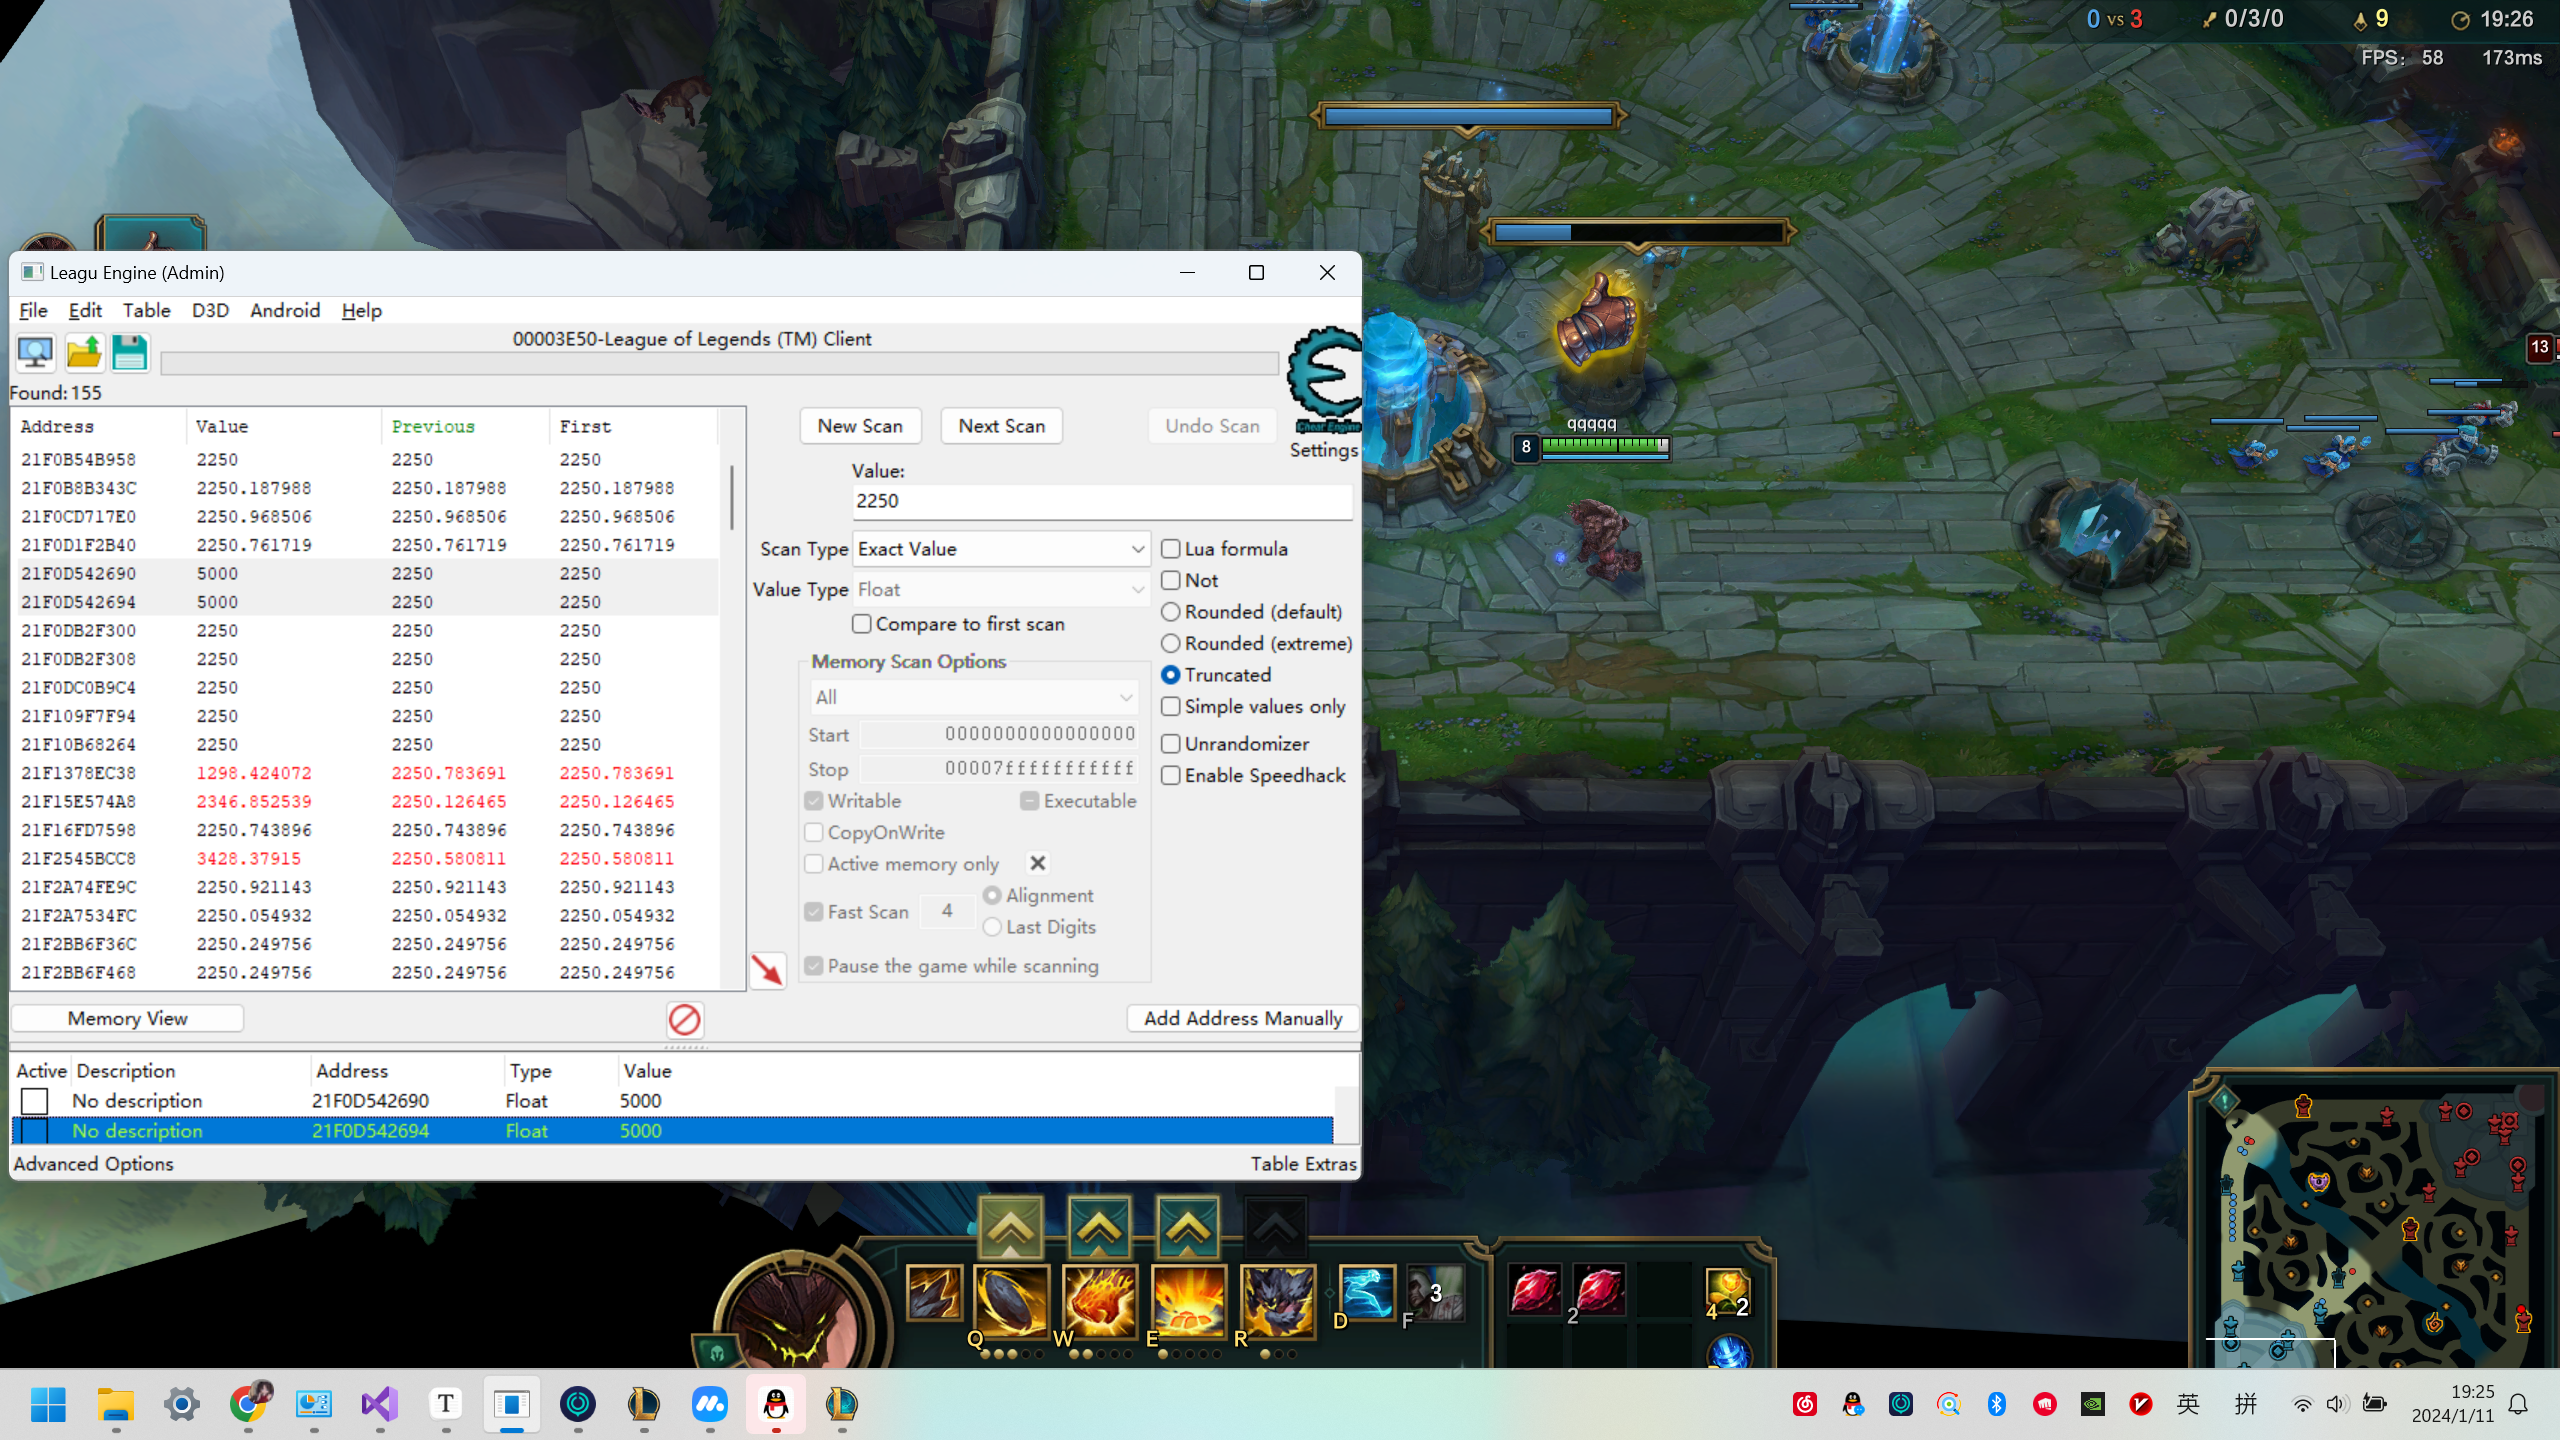 0 vs 3 0/3/0 9 19:26
FPS: 58 173ms
Leagu Engine (Admin)
File Edit Table D3D Android Help
00003E50-League of Legends (TM) Client
Found: 155
Cheat Engine
Settings
Address Value Previous First
21F0B54B958 2250 2250 2250
21F0B8B343C 2250.187988 2250.187988 2250.187988
21F0CD717E0 2250.968506 2250.968506 2250.968506
21F0D1F2B40 2250.761719 2250.761719 2250.761719
21F0D542690 5000 2250 2250
21F0D542694 5000 2250 2250
21F0DB2F300 2250 2250 2250
21F0DB2F308 2250 2250 2250
21F0DC0B9C4 2250 2250 2250
21F109F7F94 2250 2250 2250
21F10B68264 2250 2250 2250
21F1378EC38 1298.424072 2250.783691 2250.783691
21F15E574A8 2346.852539 2250.126465 2250.126465
21F16FD7598 2250.743896 2250.743896 2250.743896
21F2545BCC8 3428.37915 2250.580811 2250.580811
21F2A74FE9C 2250.921143 2250.921143 2250.921143
21F2A7534FC 2250.054932 2250.054932 2250.054932
21F2BB6F36C 2250.249756 2250.249756 2250.249756
21F2BB6F468 2250.249756 2250.249756 2250.249756
New Scan Next Scan Undo Scan
Value:
2250
Scan Type Exact Value
Value Type Float
Compare to first scan
Lua formula
Not
Rounded (default)
Rounded (extreme)
Truncated
Simple values only
Unrandomizer
Enable Speedhack
Memory Scan Options
All
Start 0000000000000000
Stop 00007fffffffffff
Writable Executable
CopyOnWrite
Active memory only
Fast Scan 4 Alignment
Last Digits
Pause the game while scanning
Memory View
Add Address Manually
Active Description Address Type Value
No description 21F0D542690 Float 5000
No description 21F0D542694 Float 5000
Advanced Options Table Extras
qqqqq
8
13
Q W E R D F 3 2 4 2
T
英 拼
19:25
2024/1/11